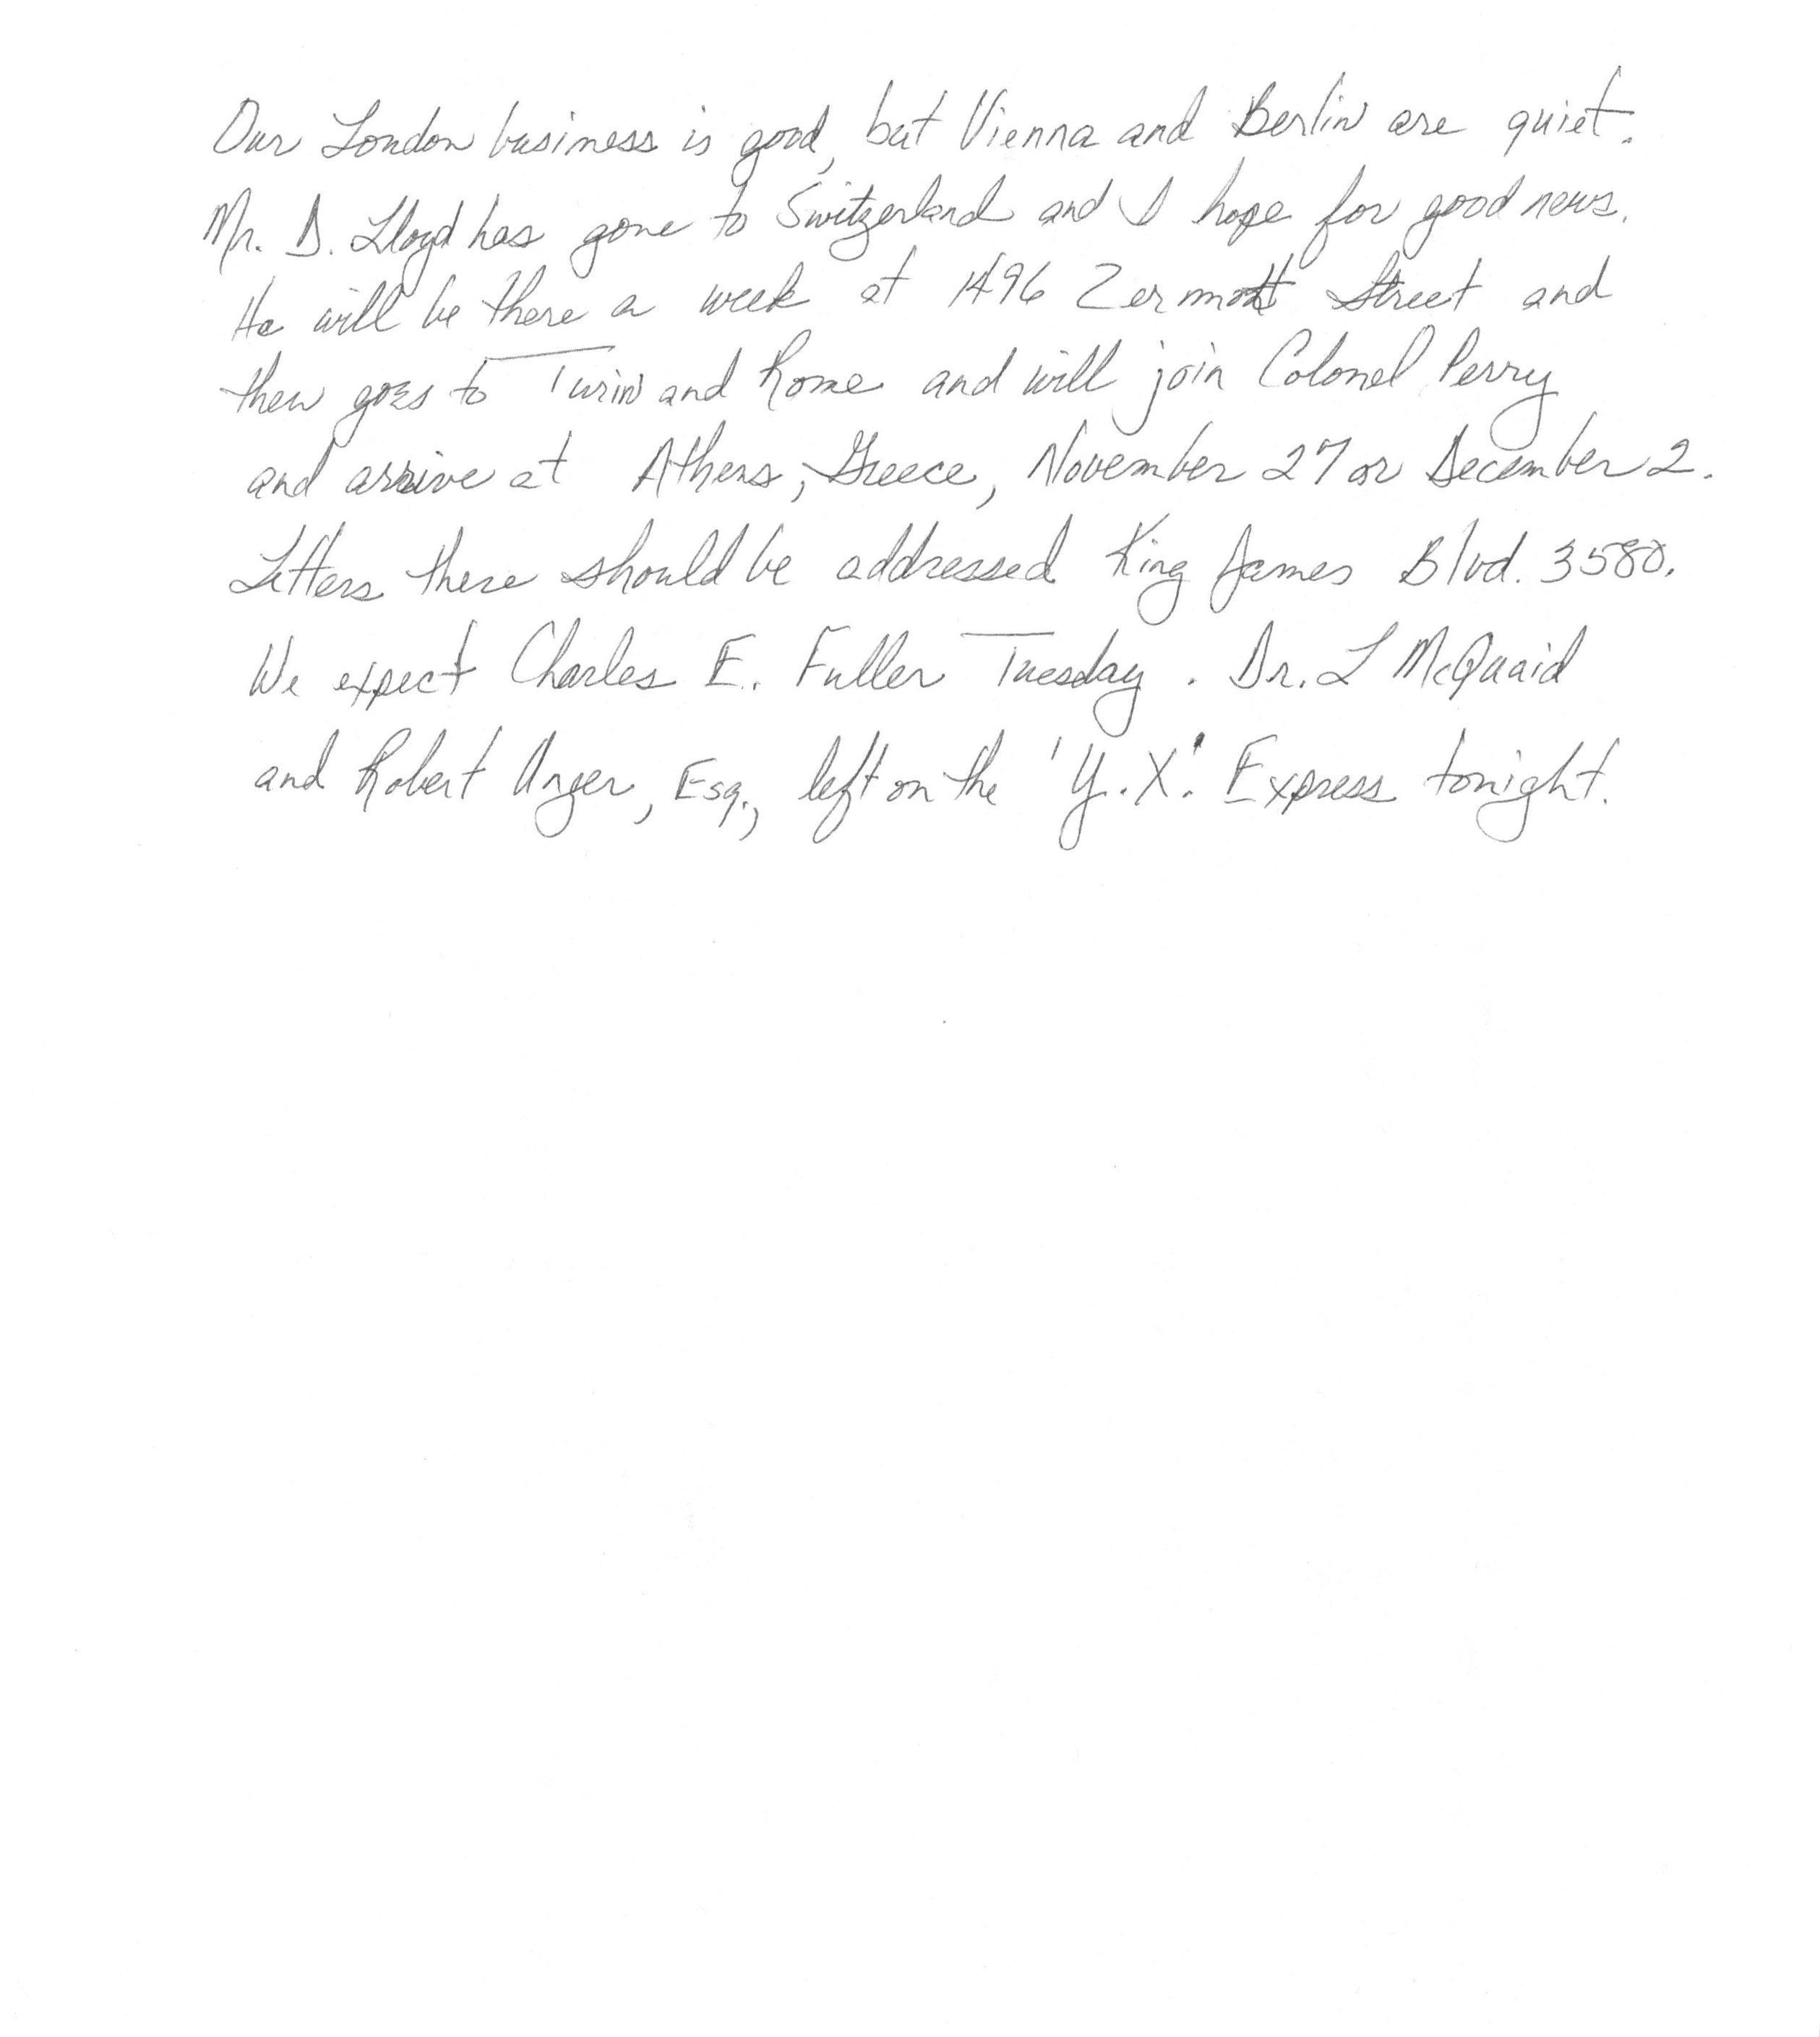 Our London business is good, but Vienna and Berlin are quiet.
Mr. D. Lloyd has gone to Switzerland and I hope for good news.
He will be there a week at 1496 Zermott Street and
then goes to Turin and Rome and will join Colonel Perry
and arrive at Athens, Greece, November 27 or December 2.
Letters there should be addressed King James Blvd. 3580.
We expect Charles E. Fuller Tuesday. Dr. L McQuaid
and Robert Unger, Esq., left on the 'Y.X.' Express tonight.